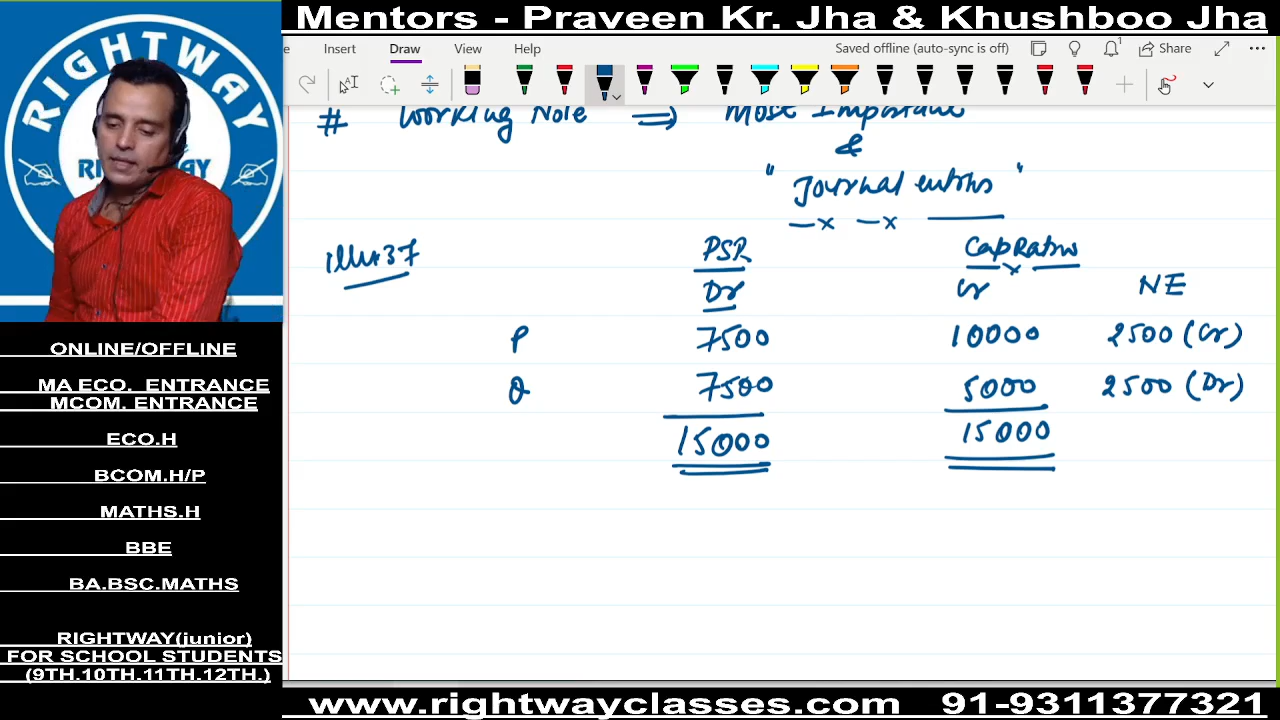 Mentors - Praveen Kr. Jha & Khushboo Jha
Insert Draw View Help Saved offline (auto-sync is off) Share
RIGHTWAY
# Working Note ⇒ Most Important
&
" Journal entries "
Illus 37 PSR Cap Ratio
Dr Cr NE
P 7500 10000 2500 (Cr)
Q 7500 5000 2500 (Dr)
15000 15000
ONLINE/OFFLINE
MA ECO. ENTRANCE
MCOM. ENTRANCE
ECO.H
BCOM.H/P
MATHS.H
BBE
BA.BSC.MATHS
RIGHTWAY(junior)
FOR SCHOOL STUDENTS
(9TH.10TH.11TH.12TH.)
www.rightwayclasses.com 91-9311377321